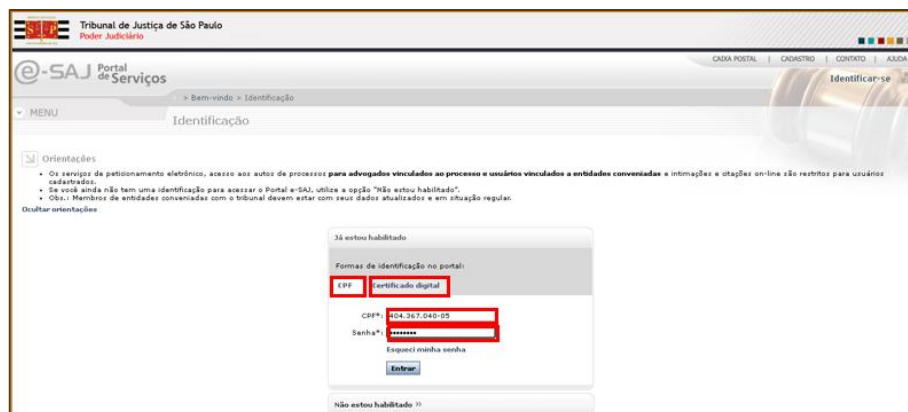 Tribunal de Justiça de São Paulo
Poder Judiciário
S P
CAIXA POSTAL | CADASTRO | CONTATO | AJUDA
e-SAJ Portal de Serviços
Identificar-se
> Bem-vindo > Identificação
MENU
Identificação
Orientações
Os serviços de peticionamento eletrônico, acesso aos autos de processos para advogados vinculados ao processo e usuários vinculados a entidades conveniadas e intimações e citações on-line são restritos para usuários
cadastrados.
Se você ainda não tem uma identificação para acessar o Portal e-SAJ, utilize a opção "Não estou habilitado".
Obs.: Membros de entidades conveniadas com o tribunal devem estar com seus dados atualizados e em situação regular.
Ocultar orientações
Já estou habilitado
Formas de identificação no portal:
CPF Certificado digital
CPF*: 404.367.040-05
Senha*: ••••••••
Esqueci minha senha
Entrar
Não estou habilitado »